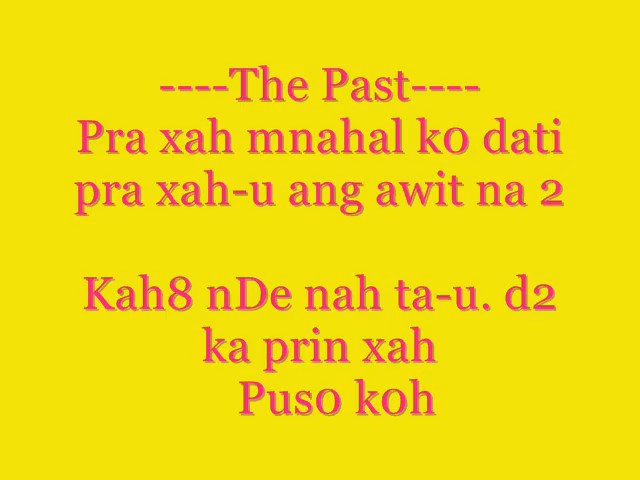 ----The Past----
Pra xah mnahal k0 dati
pra xah-u ang awit na 2
Kah8 nDe nah ta-u. d2
ka prin xah
Pus0 k0h